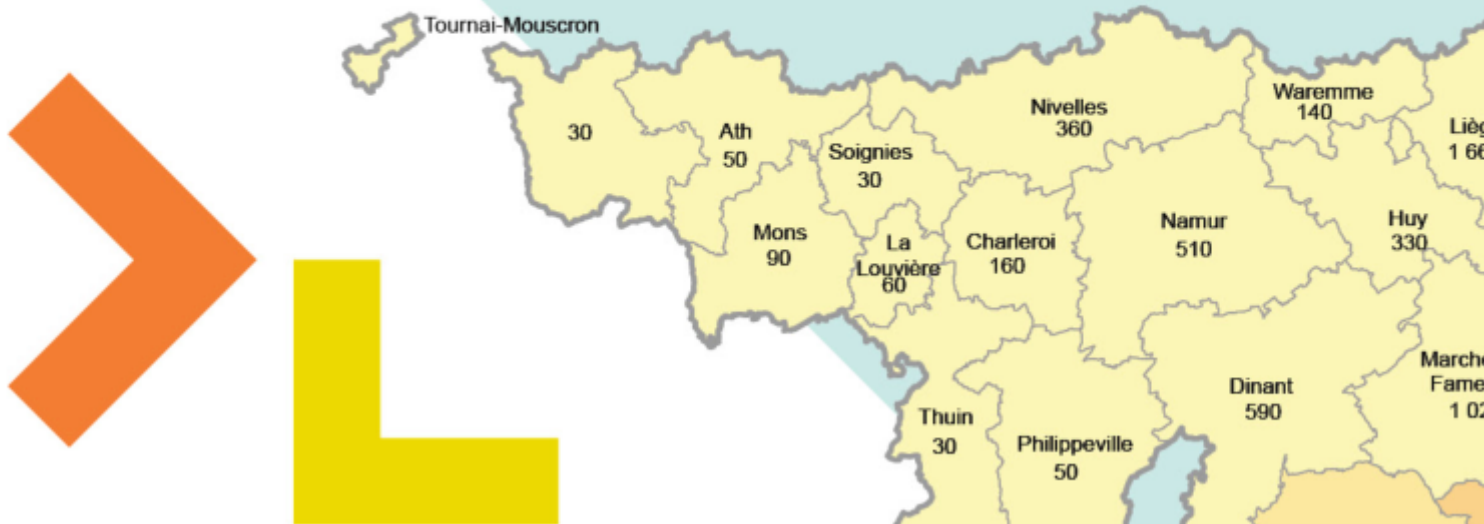 Tournai-Mouscron
30
Ath
50
Soignies
30
Nivelles
360
Waremme
140
Mons
90
La
Louvière
60
Charleroi
160
Namur
510
Huy
330
Thuin
30
Philippeville
50
Dinant
590